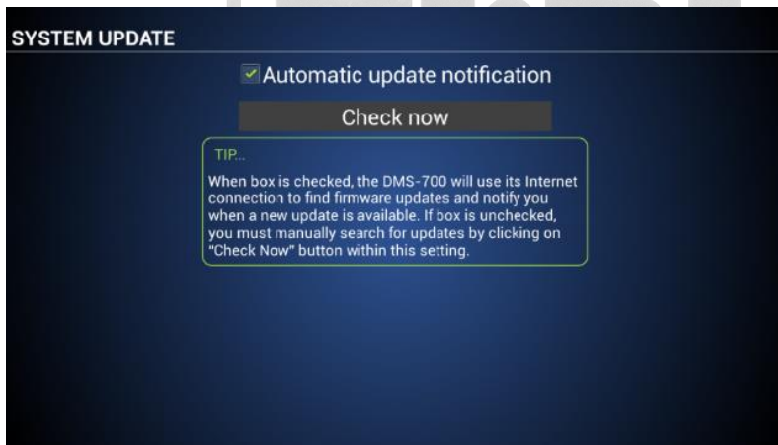 SYSTEM UPDATE
Automatic update notification
Check now
TIP...
When box is checked, the DMS-700 will use its Internet
connection to find firmware updates and notify you
when a new update is available. If box is unchecked,
you must manually search for updates by clicking on
"Check Now" button within this setting.